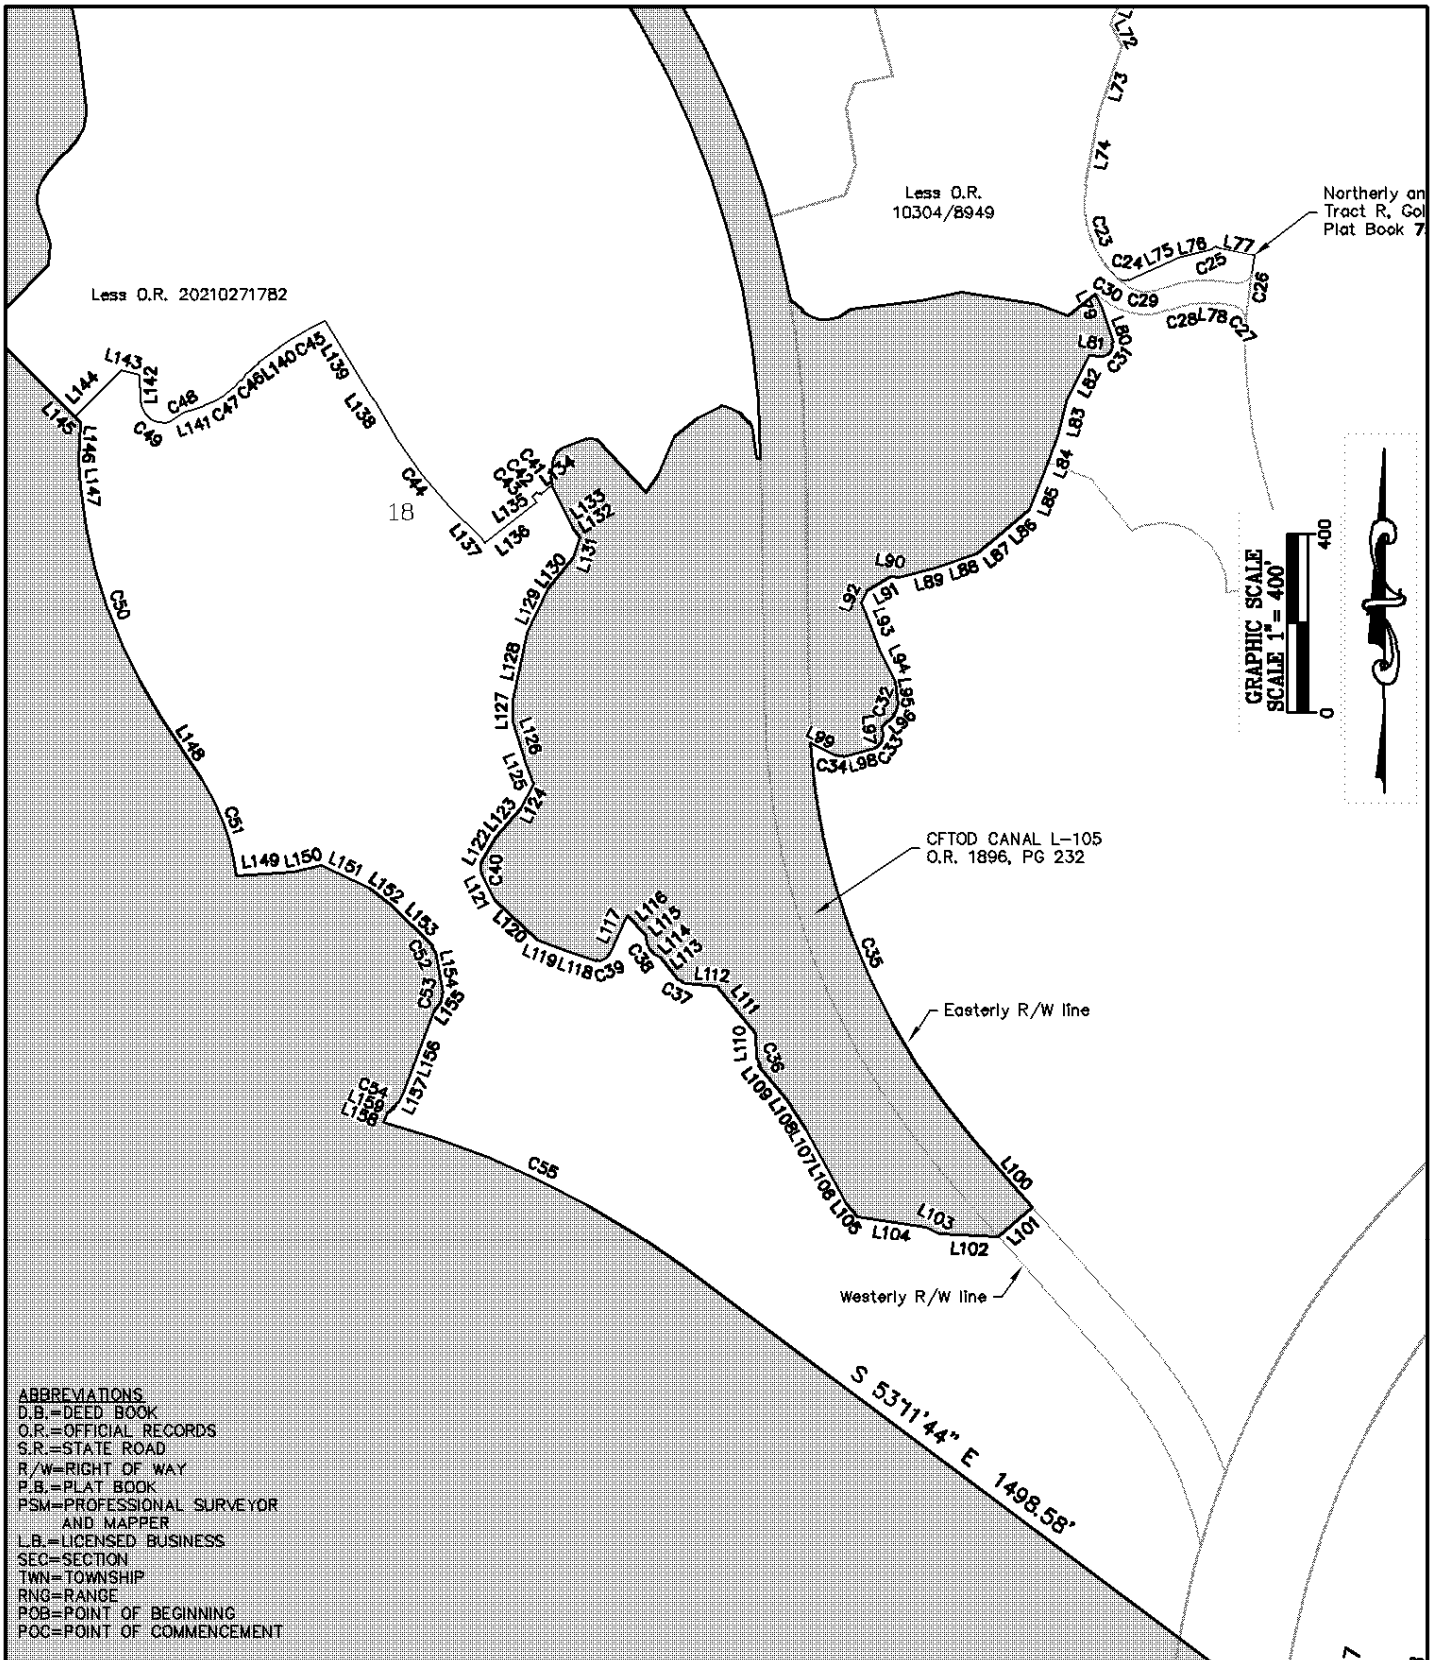 L72
L73
L74
Less O.R.
10304/8949
Northerly an
Tract R, Gol
Plat Book 7
C23
C24
L75
L76
L77
C25
C26
C30
C29
C28
L78
C27
L79
L80
L81
C31
Less O.R. 20210271782
L82
L83
L84
L85
L86
L87
L88
L89
L90
L91
L92
L93
L94
L95
C32
L96
L97
C33
L98
C34
L99
L143
L144
L142
L145
C49
C48
L141
C47
C46
L140
C45
L139
L138
L146
L147
C44
18
L137
L136
L135
C43
C42
C41
L134
L133
L132
L131
L130
L129
L128
L127
L126
L125
L124
L123
L122
C40
L121
L120
L119
L118
C39
L117
L116
L115
L114
L113
C38
C37
L112
L111
L110
C36
L109
L108
L107
L106
L105
L104
L103
L102
L101
L100
C35
C50
L148
C51
L149
L150
L151
L152
L153
C52
L154
C53
L155
L156
L157
C54
L159
L158
C55
GRAPHIC SCALE
SCALE 1" = 400'
0
400
CFTOD CANAL L-105
O.R. 1896, PG 232
Easterly R/W line
Westerly R/W line
S 53°11'44" E 1498.58'
ABBREVIATIONS
D.B.=DEED BOOK
O.R.=OFFICIAL RECORDS
S.R.=STATE ROAD
R/W=RIGHT OF WAY
P.B.=PLAT BOOK
PSM=PROFESSIONAL SURVEYOR
AND MAPPER
L.B.=LICENSED BUSINESS
SEC=SECTION
TWN=TOWNSHIP
RNG=RANGE
POB=POINT OF BEGINNING
POC=POINT OF COMMENCEMENT